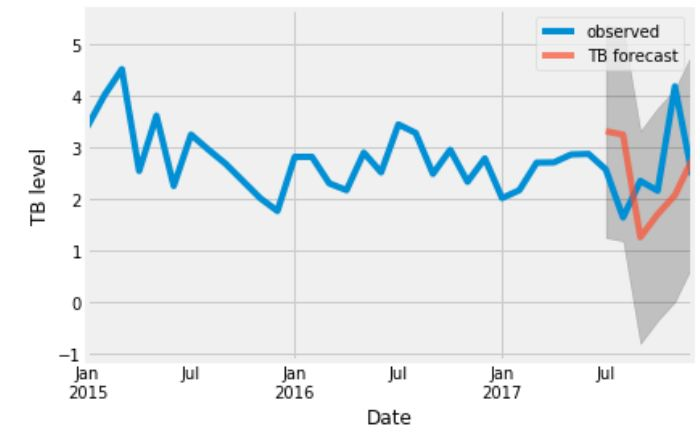 observed
TB forecast
5
4
3
2
1
0
−1
TB level
Jan
2015
Jul
Jan
2016
Jul
Jan
2017
Jul
Date